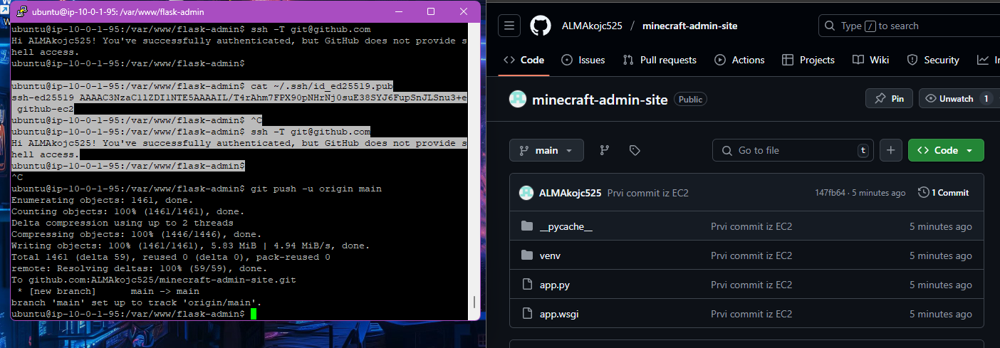 ubuntu@ip-10-0-1-95: /var/www/flask-admin
ubuntu@ip-10-0-1-95:/var/www/flask-admin$ ssh -T git@github.com
Hi ALMAkojc525! You've successfully authenticated, but GitHub does not provide s
hell access.
ubuntu@ip-10-0-1-95:/var/www/flask-admin$
ubuntu@ip-10-0-1-95:/var/www/flask-admin$ cat ~/.ssh/id_ed25519.pub
ssh-ed25519 AAAAC3NzaC1lZDI1NTE5AAAAIL/T4rAhm7FPX90pNHrNj0suE38SYJ6FupSnJLSnu3+e
github-ec2
ubuntu@ip-10-0-1-95:/var/www/flask-admin$ ^C
ubuntu@ip-10-0-1-95:/var/www/flask-admin$ ssh -T git@github.com
Hi ALMAkojc525! You've successfully authenticated, but GitHub does not provide s
hell access.
ubuntu@ip-10-0-1-95:/var/www/flask-admin$
^C
ubuntu@ip-10-0-1-95:/var/www/flask-admin$ git push -u origin main
Enumerating objects: 1461, done.
Counting objects: 100% (1461/1461), done.
Delta compression using up to 2 threads
Compressing objects: 100% (1446/1446), done.
Writing objects: 100% (1461/1461), 5.83 MiB | 4.94 MiB/s, done.
Total 1461 (delta 59), reused 0 (delta 0), pack-reused 0
remote: Resolving deltas: 100% (59/59), done.
To github.com:ALMAkojc525/minecraft-admin-site.git
 * [new branch]      main -> main
branch 'main' set up to track 'origin/main'.
ubuntu@ip-10-0-1-95:/var/www/flask-admin$
ALMAkojc525 / minecraft-admin-site
Type / to search
Code Issues Pull requests Actions Projects Wiki Security
minecraft-admin-site Public
Pin Unwatch 1
main Go to file t + Code
ALMAkojc525 Prvi commit iz EC2 147fb64 · 5 minutes ago 1 Commit
__pycache__ Prvi commit iz EC2 5 minutes ago
venv Prvi commit iz EC2 5 minutes ago
app.py Prvi commit iz EC2 5 minutes ago
app.wsgi Prvi commit iz EC2 5 minutes ago